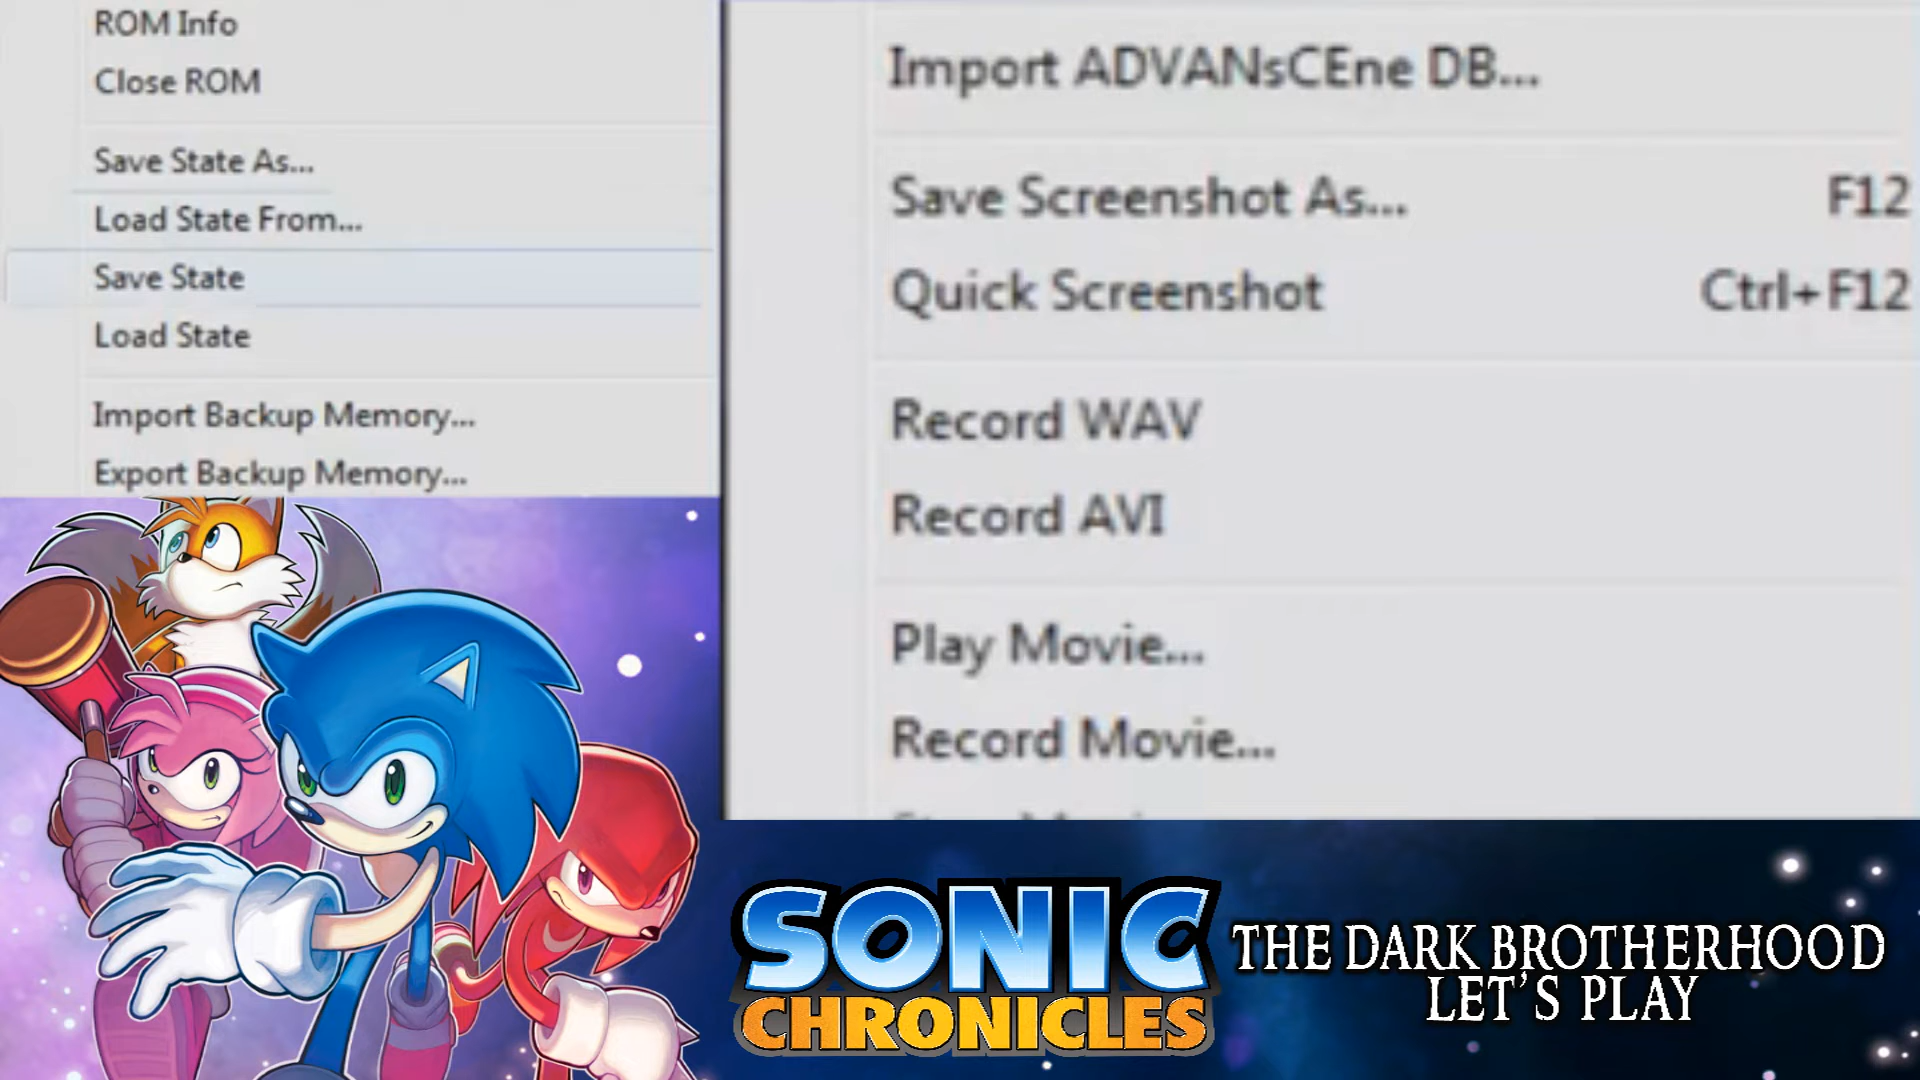 ROM Info
Close ROM
Save State As...
Load State From...
Save State
Load State
Import Backup Memory...
Export Backup Memory...
Import ADVANsCEne DB...
Save Screenshot As... F12
Quick Screenshot Ctrl+F12
Record WAV
Record AVI
Play Movie...
Record Movie...
SONIC
CHRONICLES
THE DARK BROTHERHOOD
LET'S PLAY